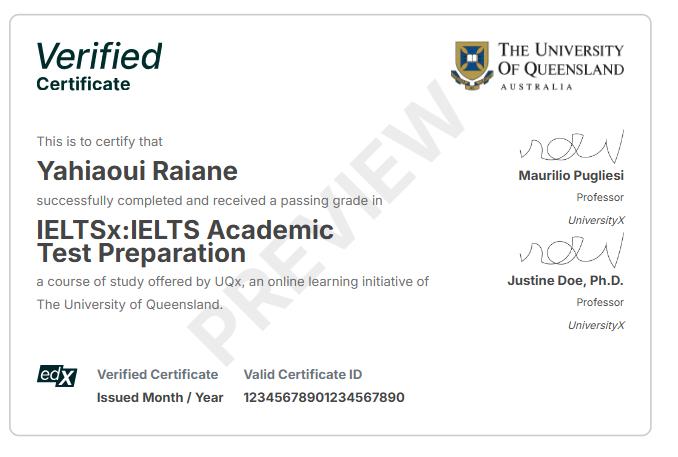 Verified
Certificate
THE UNIVERSITY
OF QUEENSLAND
AUSTRALIA
This is to certify that
Yahiaoui Raiane
successfully completed and received a passing grade in
IELTSx:IELTS Academic
Test Preparation
a course of study offered by UQx, an online learning initiative of
The University of Queensland.
Maurilio Pugliesi
Professor
UniversityX
Justine Doe, Ph.D.
Professor
UniversityX
PREVIEW
edX
Verified Certificate
Issued Month / Year
Valid Certificate ID
12345678901234567890